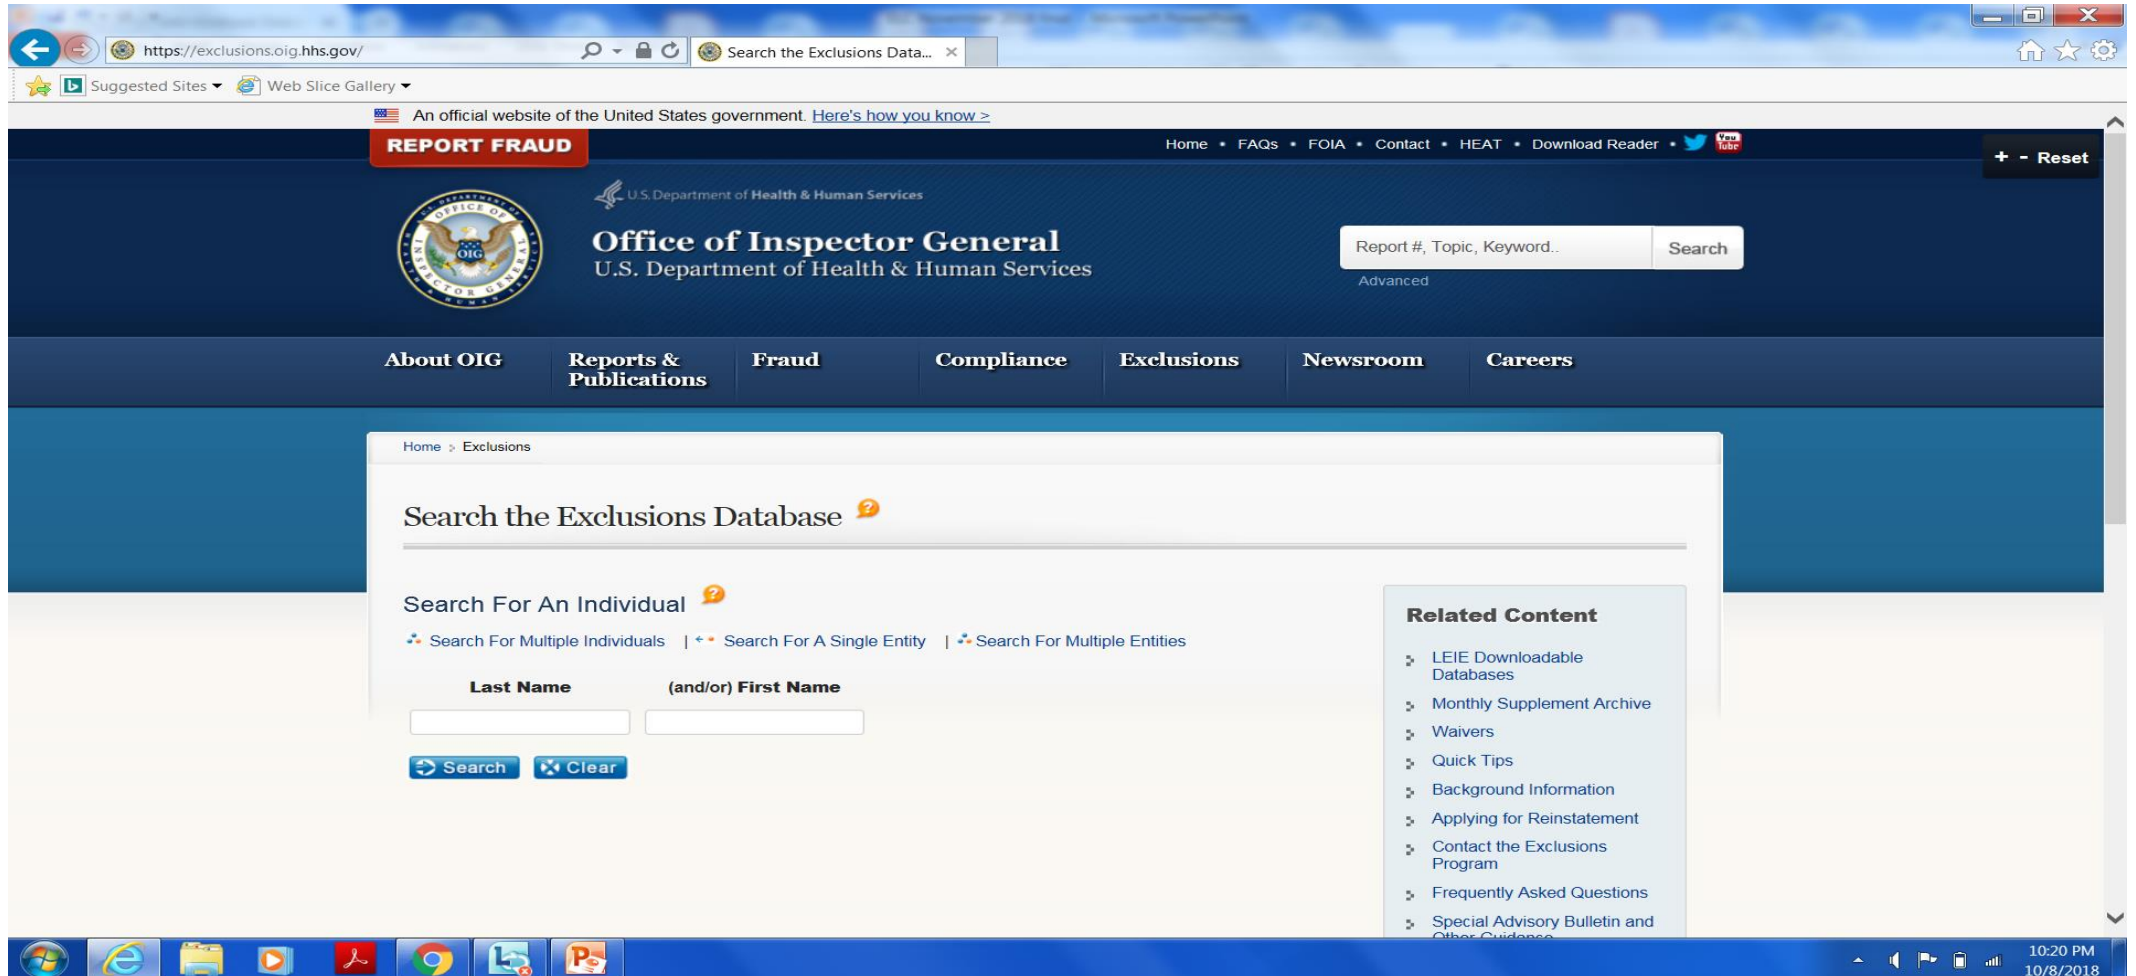 https://exclusions.oig.hhs.gov/
Search the Exclusions Data...
Suggested Sites
Web Slice Gallery
An official website of the United States government. Here's how you know >
REPORT FRAUD
Home • FAQs • FOIA • Contact • HEAT • Download Reader •
You
Tube
+ - Reset
U.S. Department of Health & Human Services
Office of Inspector General
U.S. Department of Health & Human Services
OIG
Report #, Topic, Keyword..
Search
Advanced
About OIG
Reports &
Publications
Fraud
Compliance
Exclusions
Newsroom
Careers
Home > Exclusions
Search the Exclusions Database ?
Search For An Individual ?
Search For Multiple Individuals | Search For A Single Entity | Search For Multiple Entities
Last Name
(and/or) First Name
Search
Clear
Related Content
LEIE Downloadable
Databases
Monthly Supplement Archive
Waivers
Quick Tips
Background Information
Applying for Reinstatement
Contact the Exclusions
Program
Frequently Asked Questions
Special Advisory Bulletin and
Other Guidance
10:20 PM
10/8/2018